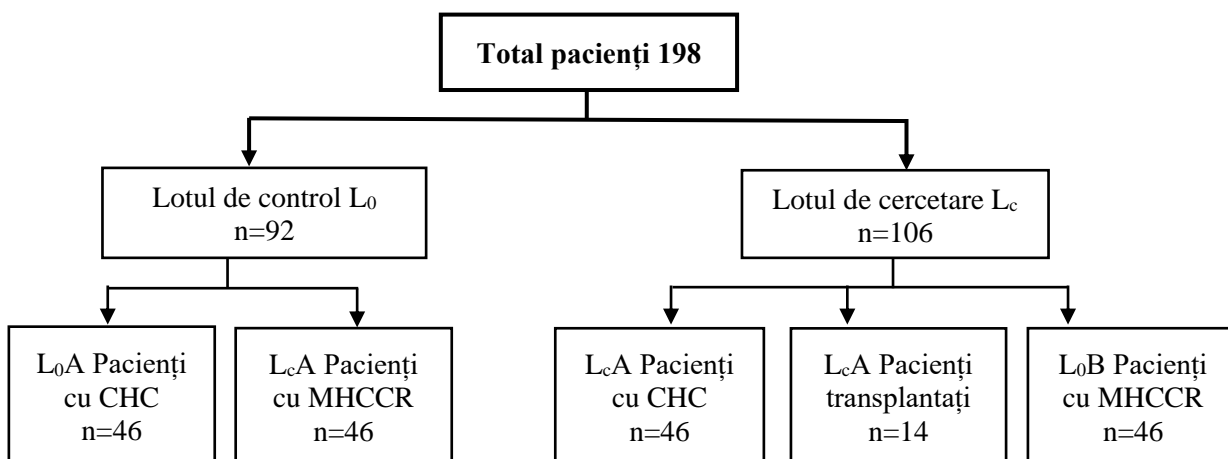 Total pacienți 198
Lotul de control L₀
n=92
Lotul de cercetare Lc
n=106
L₀A Pacienți
cu CHC
n=46
LcA Pacienți
cu MHCCR
n=46
LcA Pacienți
cu CHC
n=46
LcA Pacienți
transplantați
n=14
L₀B Pacienți
cu MHCCR
n=46